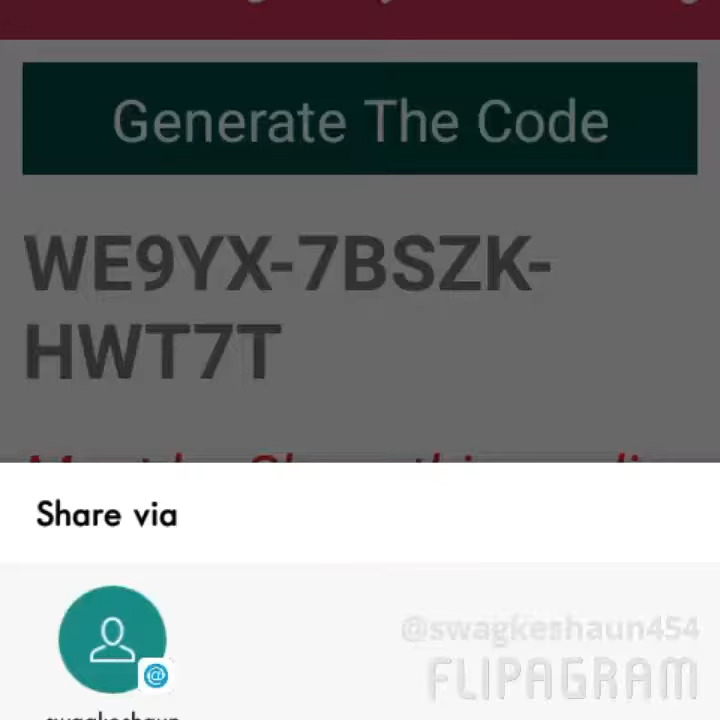 Generate The Code
WE9YX-7BSZK-
HWT7T
Share via
@swagkeshaun454
FLIPAGRAM